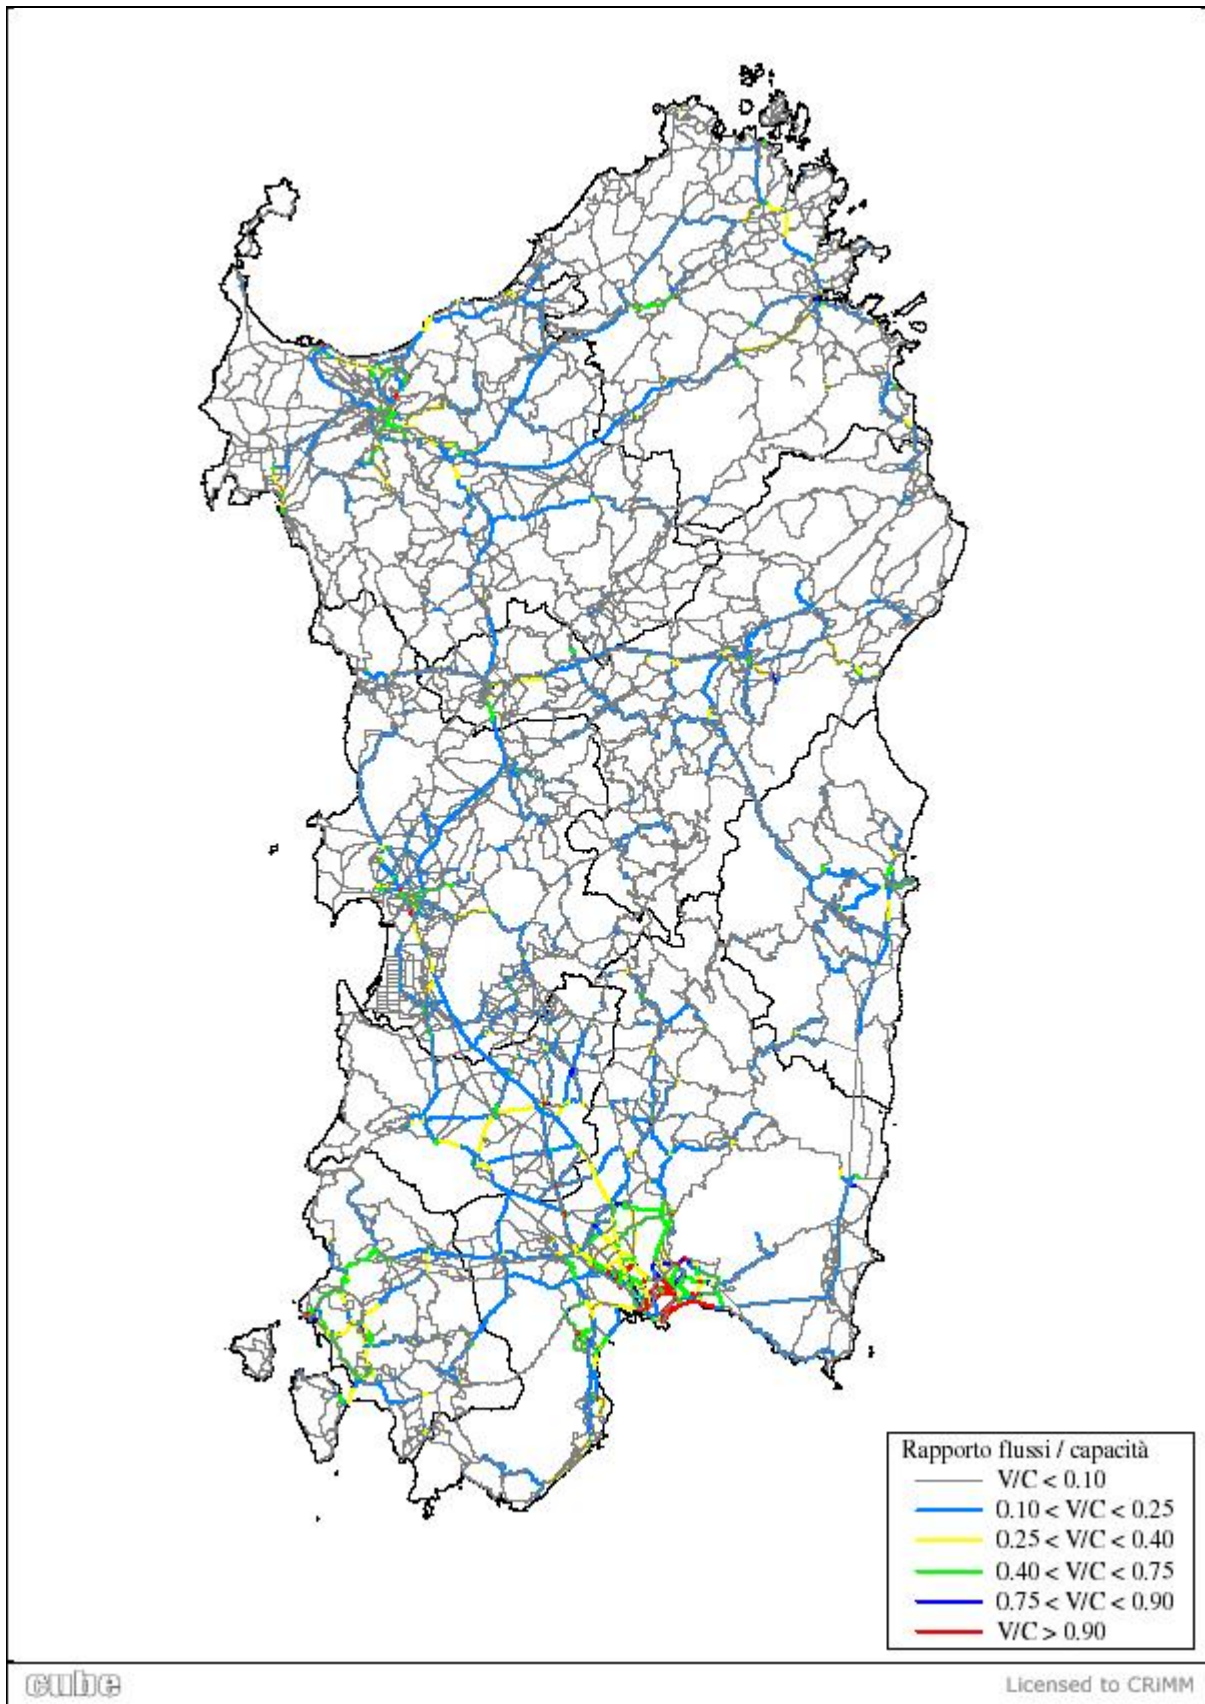 Rapporto flussi / capacità
V/C < 0.10
0.10 < V/C < 0.25
0.25 < V/C < 0.40
0.40 < V/C < 0.75
0.75 < V/C < 0.90
V/C > 0.90
cube
Licensed to CRiMM